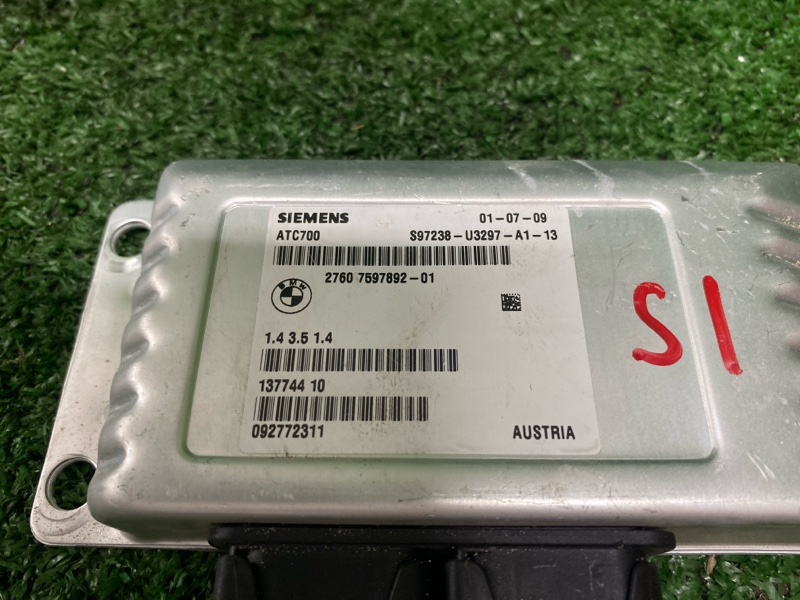 SIEMENS 01-07-09
ATC700 S97238-U3297-A1-13
2760 7597892-01
BMW
1.4 3.5 1.4
137744 10
092772311 AUSTRIA
S1